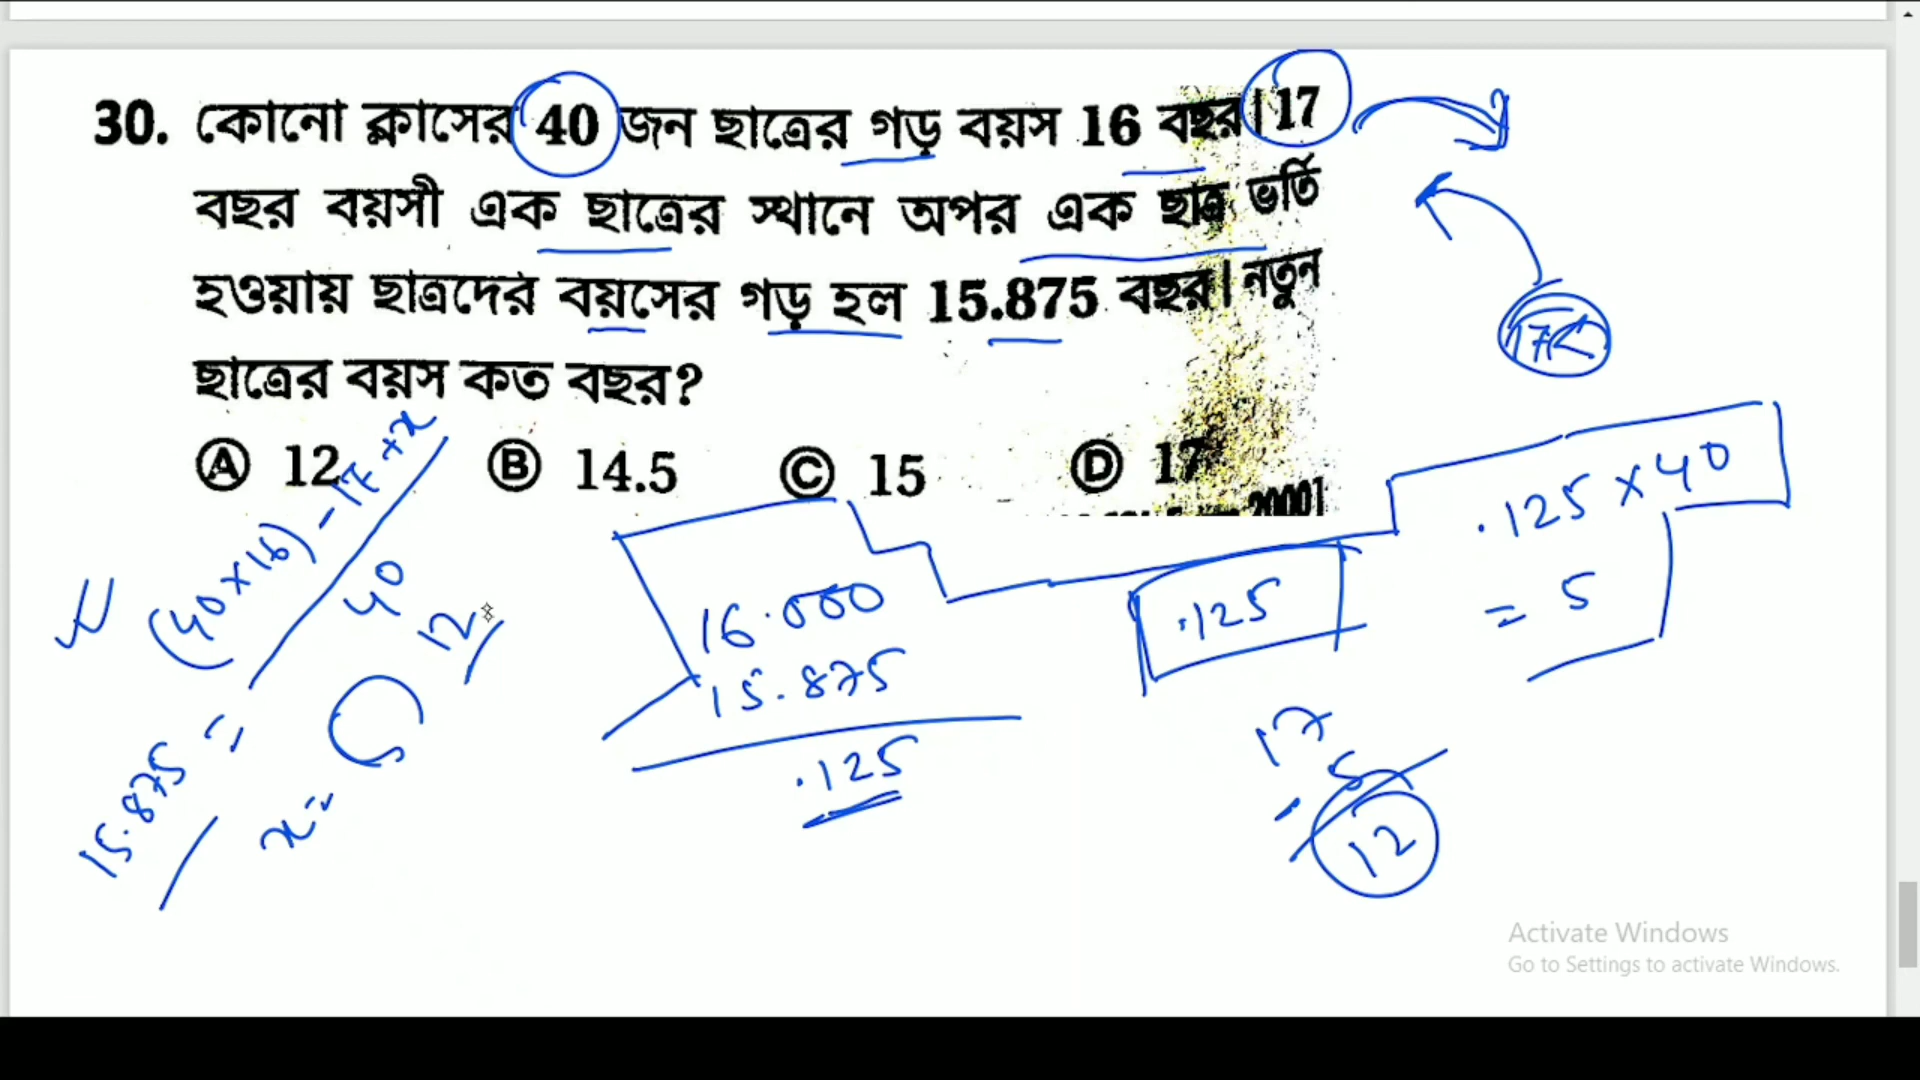 30. কোনো ক্লাসের 40 জন ছাত্রের গড় বয়স 16 বছর। 17
বছর বয়সী এক ছাত্রের স্থানে অপর এক ছাত্র ভর্তি
হওয়ায় ছাত্রদের বয়সের গড় হল 15.875 বছর। নতুন
ছাত্রের বয়স কত বছর?
Ⓐ 12 Ⓑ 14.5 Ⓒ 15 Ⓓ 17
2000]
17<
15.875 = (40×16) - 17 + x
40
x =
12
16.000
15.875
.125
.125
.125 × 40
= 5
17
- 5
12
Activate Windows
Go to Settings to activate Windows.